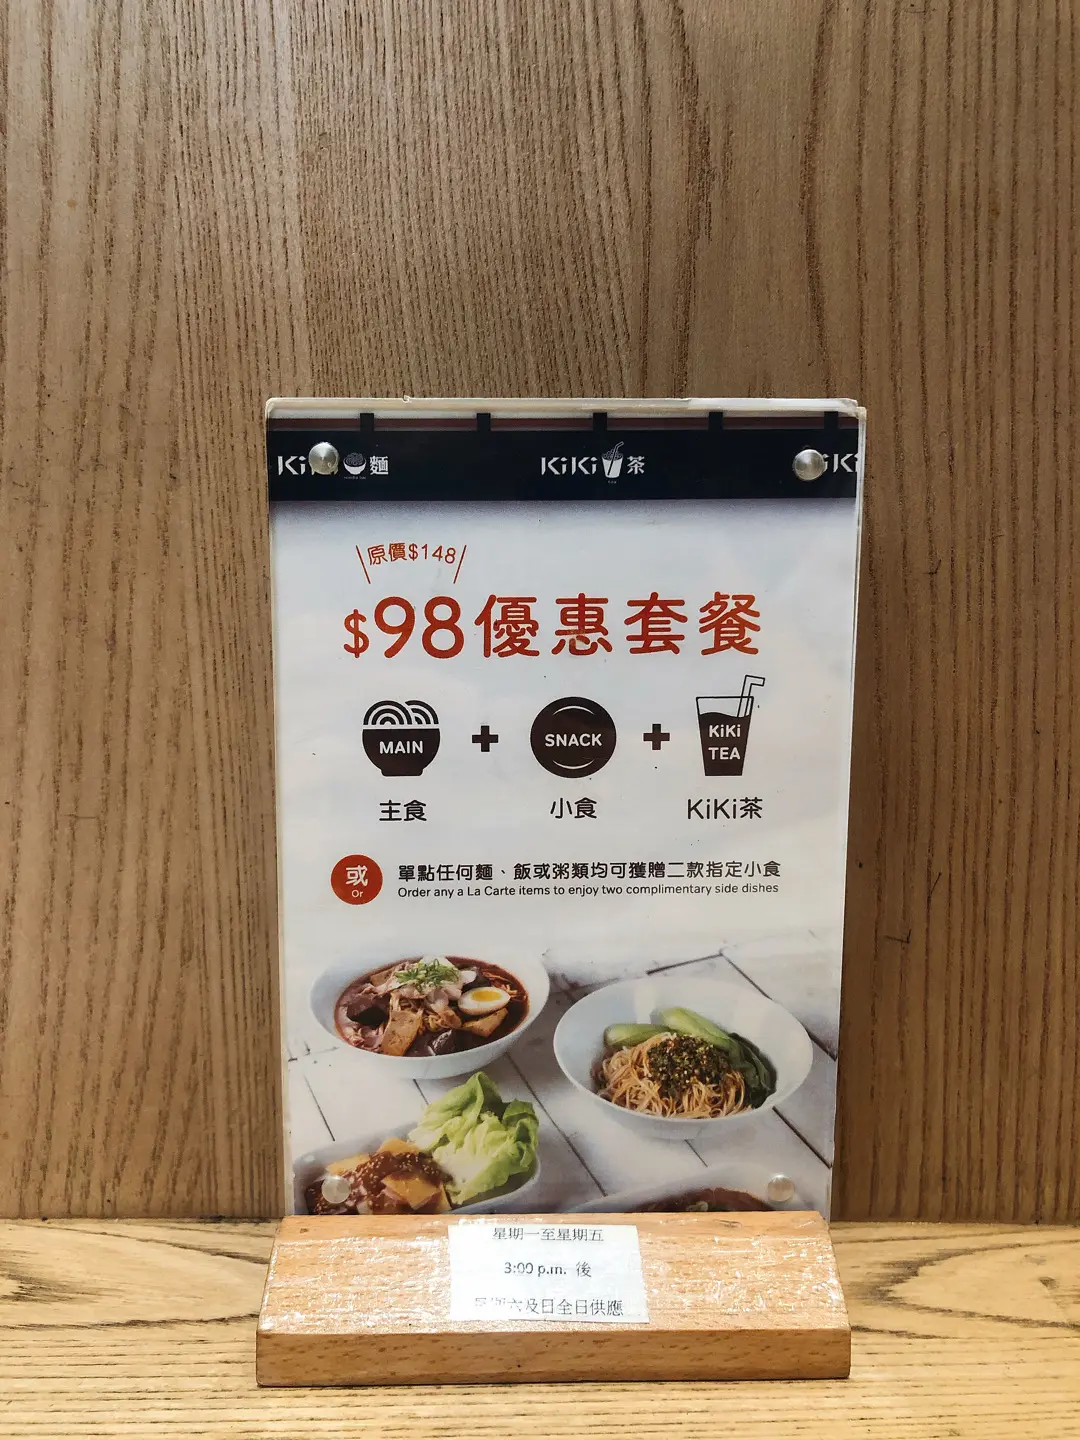 KiKi 麵 KiKi 茶 KiKi
noodle bar
原價$148
$98優惠套餐
MAIN + SNACK + KiKi TEA
主食 小食 KiKi茶
或 單點任何麵、飯或粥類均可獲贈二款指定小食
Or Order any a La Carte items to enjoy two complimentary side dishes
星期一至星期五
3:00 p.m. 後
星期六及日全日供應